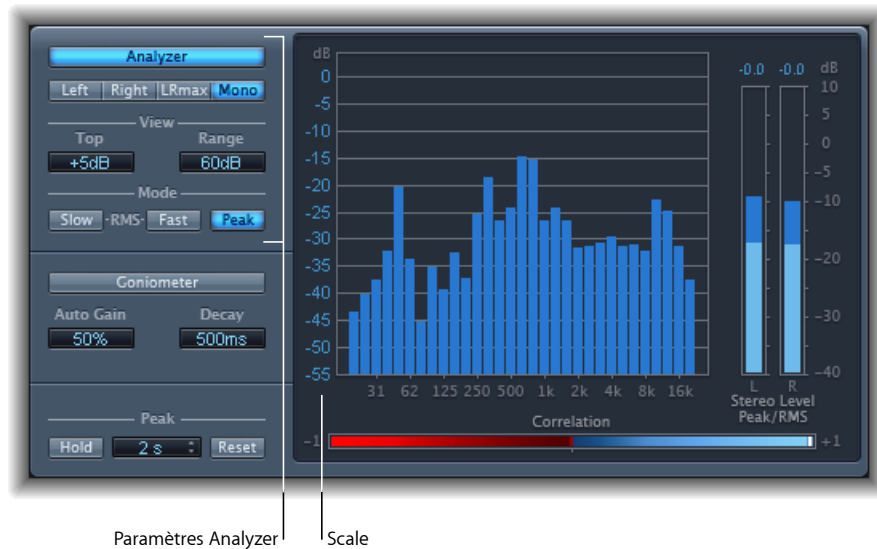 Analyzer
Left Right LRmax Mono
View
Top Range
+5dB 60dB
Mode
Slow -RMS- Fast Peak
Goniometer
Auto Gain Decay
50% 500ms
Peak
Hold 2 s Reset
dB
0
-5
-10
-15
-20
-25
-30
-35
-40
-45
-50
-55
31 62 125 250 500 1k 2k 4k 8k 16k
Correlation
-1 +1
-0.0 -0.0 dB
10
5
0
-5
-10
-20
-30
-40
L R
Stereo Level
Peak/RMS
Paramètres Analyzer
Scale